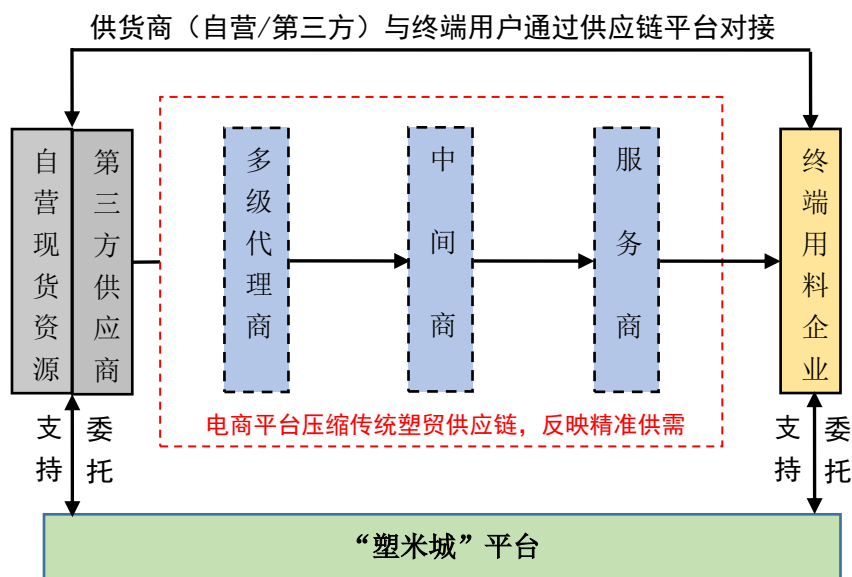 供货商（自营/第三方）与终端用户通过供应链平台对接
自营现货资源
第三方供应商
多级代理商
中间商
服务商
终端用料企业
电商平台压缩传统塑贸供应链，反映精准供需
支持
委托
支持
委托
“塑米城”平台